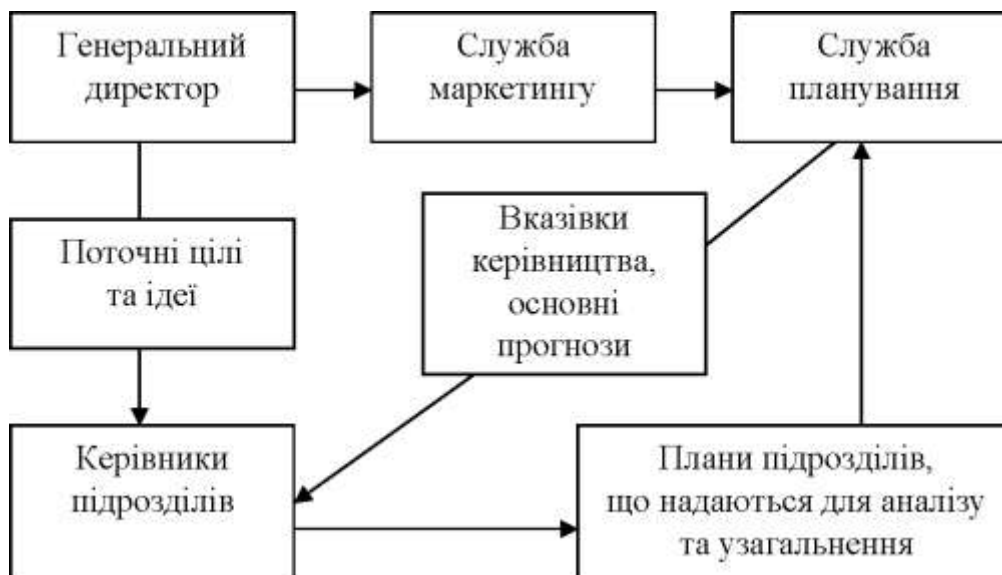 Генеральний
директор
Служба
маркетингу
Служба
планування
Поточні цілі
та ідеї
Вказівки
керівництва,
основні
прогнози
Керівники
підрозділів
Плани підрозділів,
що надаються для аналізу
та узагальнення